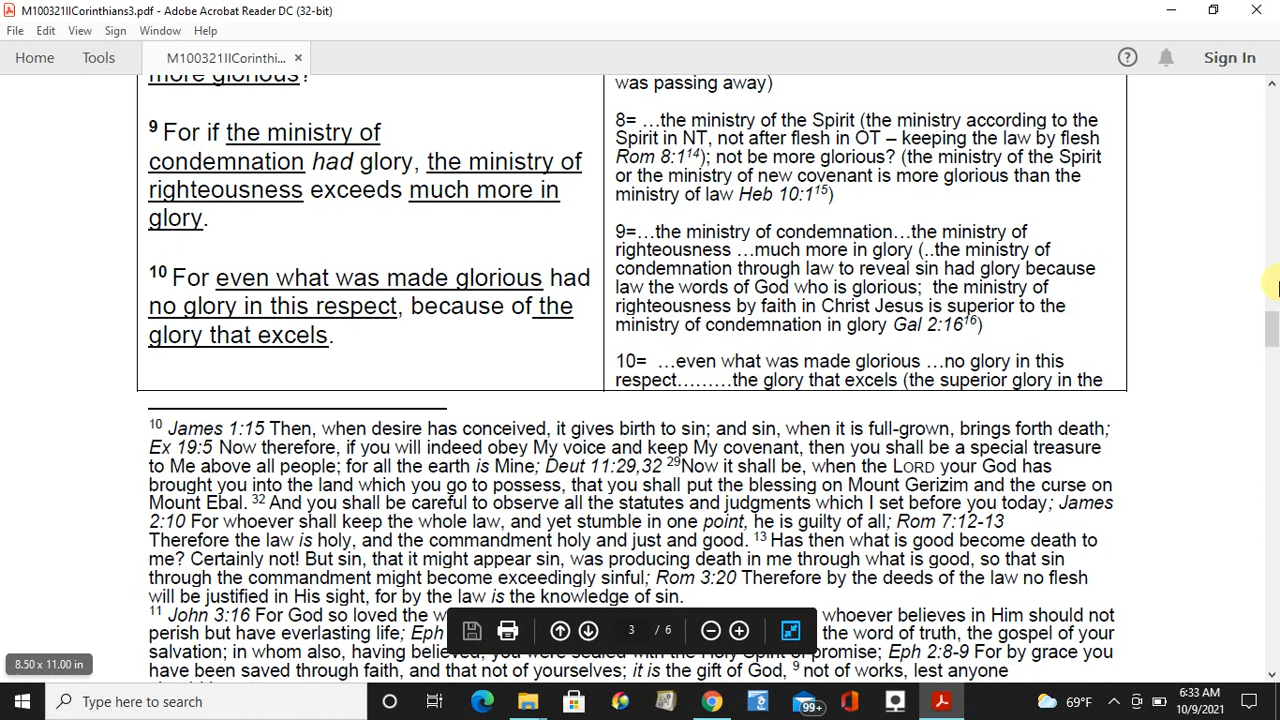 M100321IICorinthians3.pdf - Adobe Acrobat Reader DC (32-bit)
File Edit View Sign Window Help
Home Tools M100321IICorinthi... × Sign In
more glorious?
9 For if the ministry of
condemnation had glory, the ministry of
righteousness exceeds much more in
glory.
10 For even what was made glorious had
no glory in this respect, because of the
glory that excels.
was passing away)
8= …the ministry of the Spirit (the ministry according to the
Spirit in NT, not after flesh in OT – keeping the law by flesh
Rom 8:114); not be more glorious? (the ministry of the Spirit
or the ministry of new covenant is more glorious than the
ministry of law Heb 10:115)
9=…the ministry of condemnation…the ministry of
righteousness …much more in glory (..the ministry of
condemnation through law to reveal sin had glory because
law the words of God who is glorious;  the ministry of
righteousness by faith in Christ Jesus is superior to the
ministry of condemnation in glory Gal 2:1616)
10=  …even what was made glorious …no glory in this
respect………the glory that excels (the superior glory in the
10 James 1:15 Then, when desire has conceived, it gives birth to sin; and sin, when it is full-grown, brings forth death;
Ex 19:5 Now therefore, if you will indeed obey My voice and keep My covenant, then you shall be a special treasure
to Me above all people; for all the earth is Mine; Deut 11:29,32 29Now it shall be, when the LORD your God has
brought you into the land which you go to possess, that you shall put the blessing on Mount Gerizim and the curse on
Mount Ebal. 32 And you shall be careful to observe all the statutes and judgments which I set before you today; James
2:10 For whoever shall keep the whole law, and yet stumble in one point, he is guilty of all; Rom 7:12-13
Therefore the law is holy, and the commandment holy and just and good. 13 Has then what is good become death to
me? Certainly not! But sin, that it might appear sin, was producing death in me through what is good, so that sin
through the commandment might become exceedingly sinful; Rom 3:20 Therefore by the deeds of the law no flesh
will be justified in His sight, for by the law is the knowledge of sin.
11 John 3:16 For God so loved the w whoever believes in Him should not
perish but have everlasting life; Eph the word of truth, the gospel of your
salvation; in whom also, having believed, you were sealed with the Holy Spirit of promise; Eph 2:8-9 For by grace you
have been saved through faith, and that not of yourselves; it is the gift of God, 9 not of works, lest anyone
3 / 6
8.50 x 11.00 in
Type here to search
99+
69°F
6:33 AM
10/9/2021